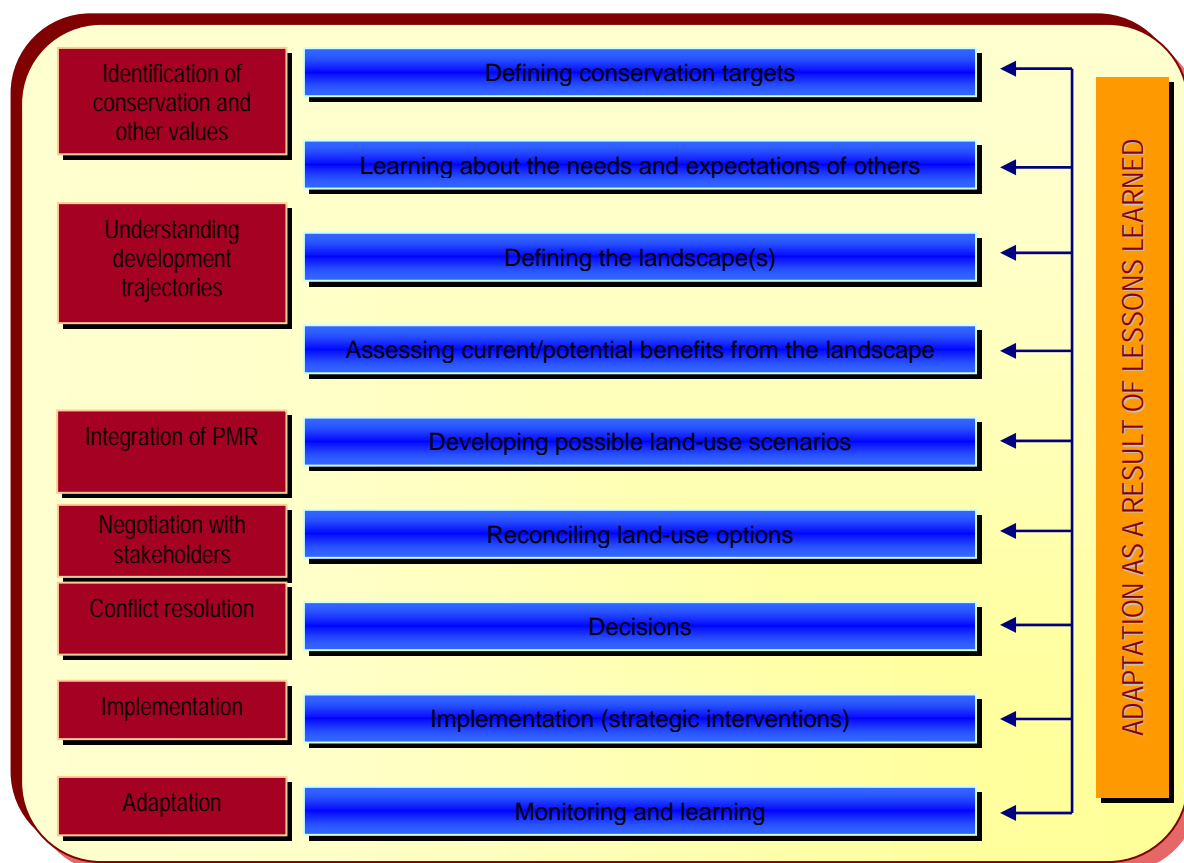 Identification of
conservation and
other values
Defining conservation targets
Learning about the needs and expectations of others
Understanding
development
trajectories
Defining the landscape(s)
Assessing current/potential benefits from the landscape
Integration of PMR
Developing possible land-use scenarios
Negotiation with
stakeholders
Reconciling land-use options
Conflict resolution
Decisions
Implementation
Implementation (strategic interventions)
Adaptation
Monitoring and learning
ADAPTATION AS A RESULT OF LESSONS LEARNED